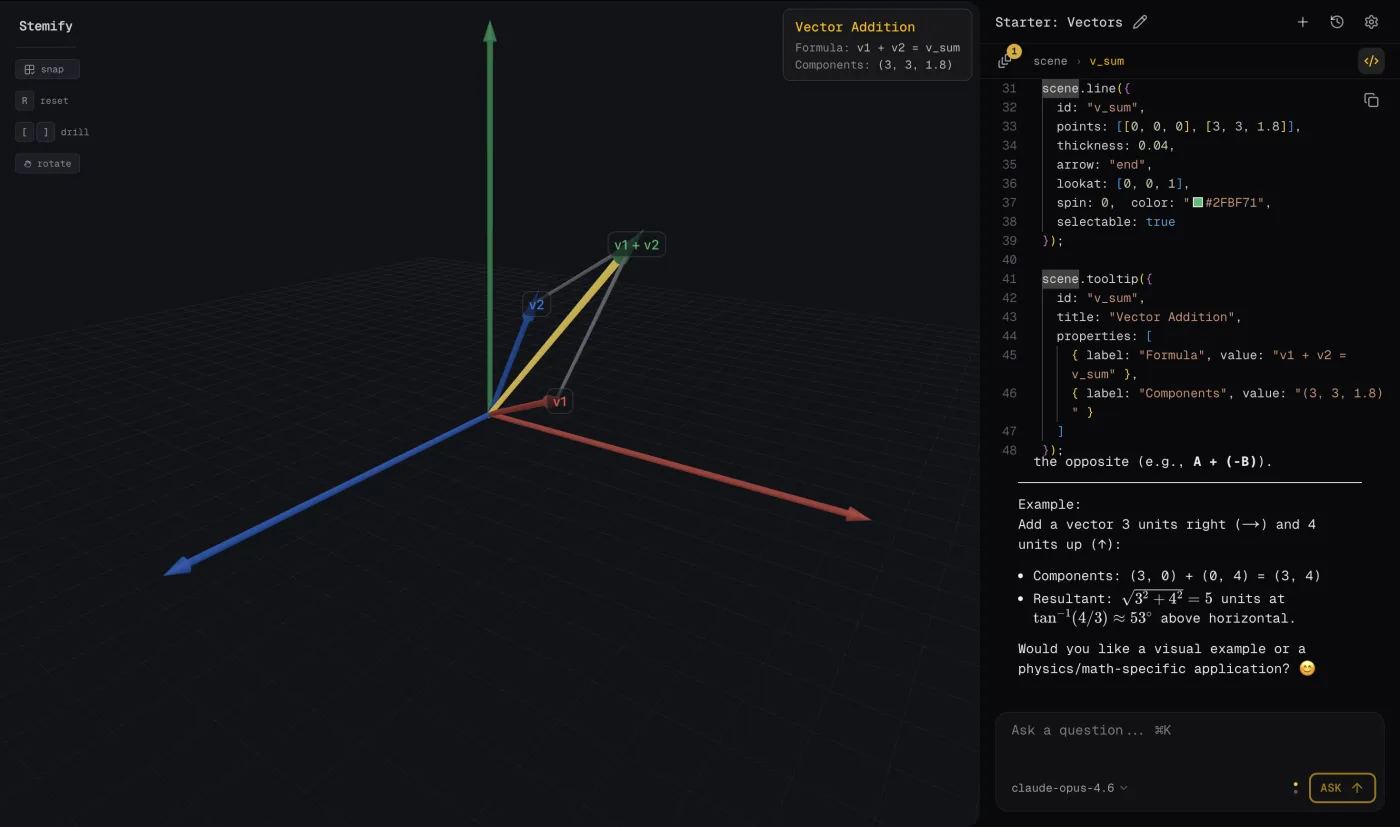 Stemify
snap
R reset
[ ] drill
rotate
Vector Addition
Formula: v1 + v2 = v_sum
Components: (3, 3, 1.8)
v1 + v2
v2
v1
Starter: Vectors
1
scene › v_sum
</>
31 scene.line({
32 id: "v_sum",
33 points: [[0, 0, 0], [3, 3, 1.8]],
34 thickness: 0.04,
35 arrow: "end",
36 lookat: [0, 0, 1],
37 spin: 0, color: "#2FBF71",
38 selectable: true
39 });
40
41 scene.tooltip({
42 id: "v_sum",
43 title: "Vector Addition",
44 properties: [
45 { label: "Formula", value: "v1 + v2 =
v_sum" },
46 { label: "Components", value: "(3, 3, 1.8)
" }
47 ]
48 });
the opposite (e.g., A + (-B)).
Example:
Add a vector 3 units right (→) and 4
units up (↑):
• Components: (3, 0) + (0, 4) = (3, 4)
• Resultant: √3² + 4² = 5 units at
tan⁻¹(4/3) ≈ 53° above horizontal.
Would you like a visual example or a
physics/math-specific application? 😊
Ask a question... ⌘K
claude-opus-4.6
ASK ↑